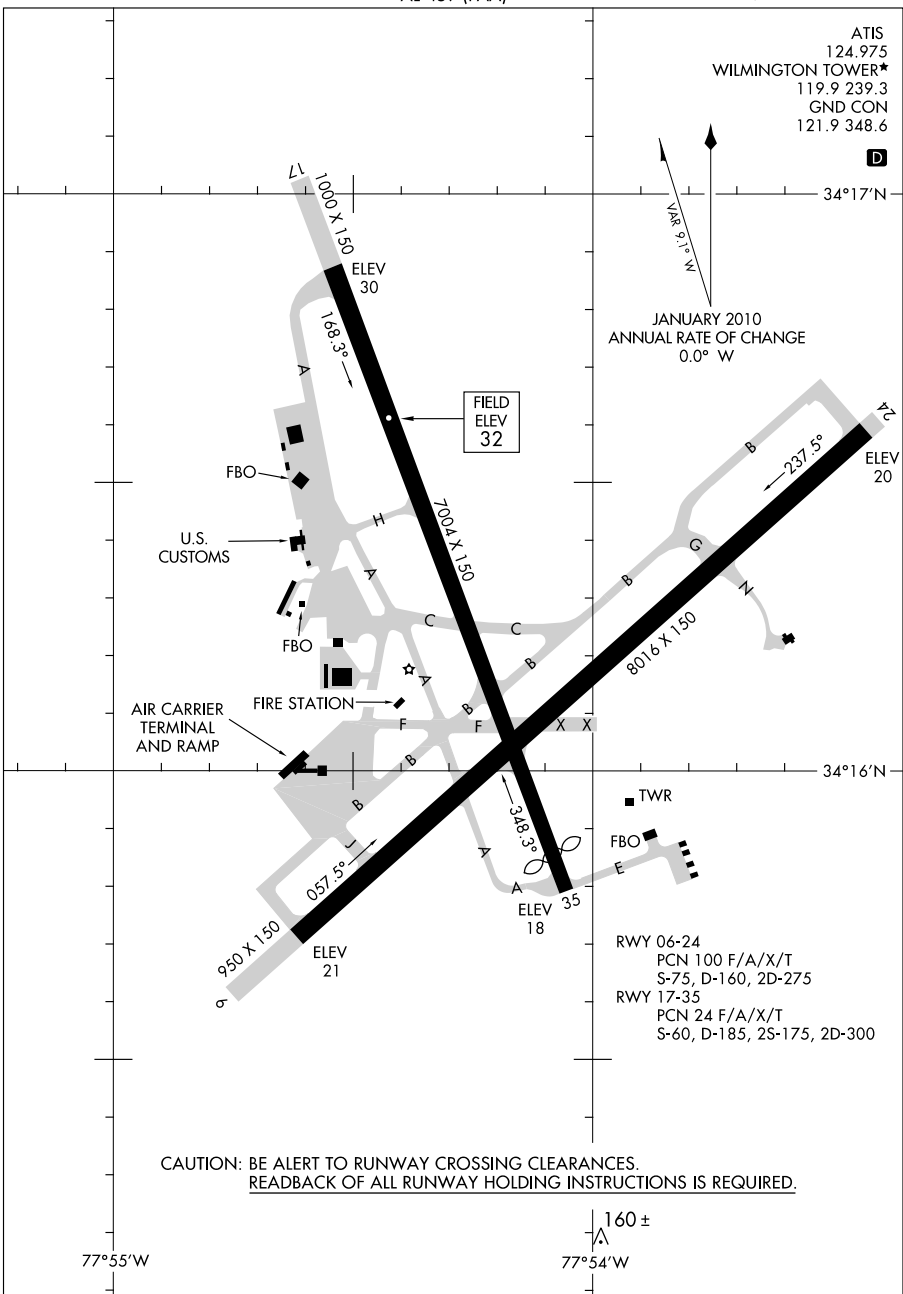 ATIS
124.975
WILMINGTON TOWER★
119.9 239.3
GND CON
121.9 348.6
D
17
1000 X 150
34°17'N
VAR 9.1° W
ELEV
30
JANUARY 2010
ANNUAL RATE OF CHANGE
0.0° W
168.3°
A
FIELD
ELEV
32
24
B
237.5°
ELEV
20
FBO
7004 X 150
H
U.S.
CUSTOMS
G
A
B
N
C
C
FBO
8016 X 150
B
A
FIRE STATION
B
AIR CARRIER
TERMINAL
AND RAMP
F
F
X
X
B
34°16'N
B
TWR
348.3°
FBO
J
A
057.5°
E
A
35
ELEV
18
950 X 150
ELEV
21
6
RWY 06-24
PCN 100 F/A/X/T
S-75, D-160, 2D-275
RWY 17-35
PCN 24 F/A/X/T
S-60, D-185, 2S-175, 2D-300
CAUTION: BE ALERT TO RUNWAY CROSSING CLEARANCES.
READBACK OF ALL RUNWAY HOLDING INSTRUCTIONS IS REQUIRED.
160 ±
77°55'W
77°54'W